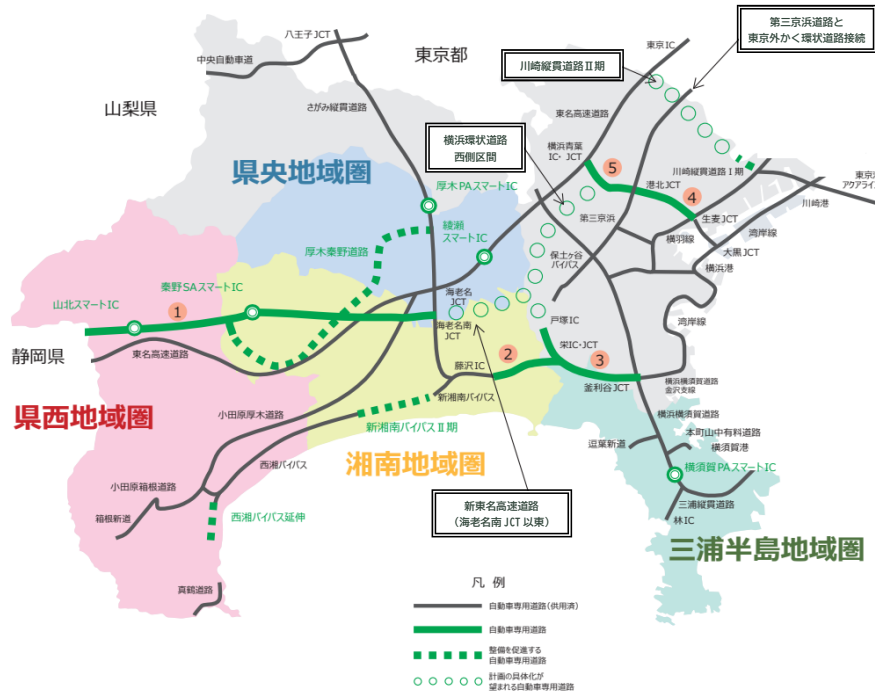 八王子JCT
中央自動車道
東京都
山梨県
さがみ縦貫道路
第三京浜道路と
東京外かく環状道路接続
東京IC
川崎縦貫道路Ⅱ期
東名高速道路
横浜環状道路
西側区間
横浜青葉
IC・JCT
5
川崎縦貫道路Ⅰ期
港北JCT
4
東京湾
アクアライン
川崎港
県央地域圏
厚木PAスマートIC
綾瀬
スマートIC
第三京浜
生麦JCT
横羽線
湾岸線
大黒JCT
横浜港
保土ヶ谷
バイパス
厚木秦野道路
秦野SAスマートIC
山北スマートIC
1
海老名
JCT
海老名南JCT
戸塚IC
湾岸線
静岡県
東名高速道路
2
栄IC・JCT
3
藤沢IC
釜利谷JCT
横浜横須賀道路
金沢支線
新湘南バイパス
県西地域圏
小田原厚木道路
新湘南バイパスⅡ期
横浜横須賀道路
本町山中有料道路
逗葉新道
横須賀港
湘南地域圏
西湘バイパス
横須賀PAスマートIC
小田原箱根道路
箱根新道
西湘バイパス延伸
新東名高速道路
（海老名南JCT以東）
三浦縦貫道路
林IC
三浦半島地域圏
真鶴道路
凡 例
自動車専用道路（供用済）
自動車専用道路
整備を促進する
自動車専用道路
計画の具体化が
望まれる自動車専用道路